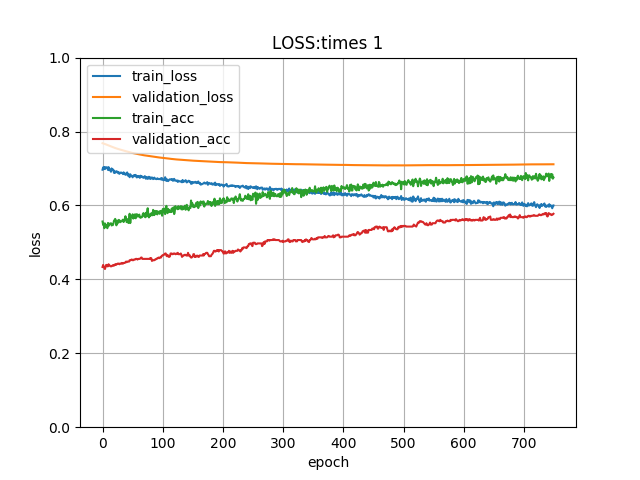 LOSS:times 1
1.0
0.8
0.6
0.4
0.2
0.0
loss
train_loss
validation_loss
train_acc
validation_acc
0 100 200 300 400 500 600 700
epoch